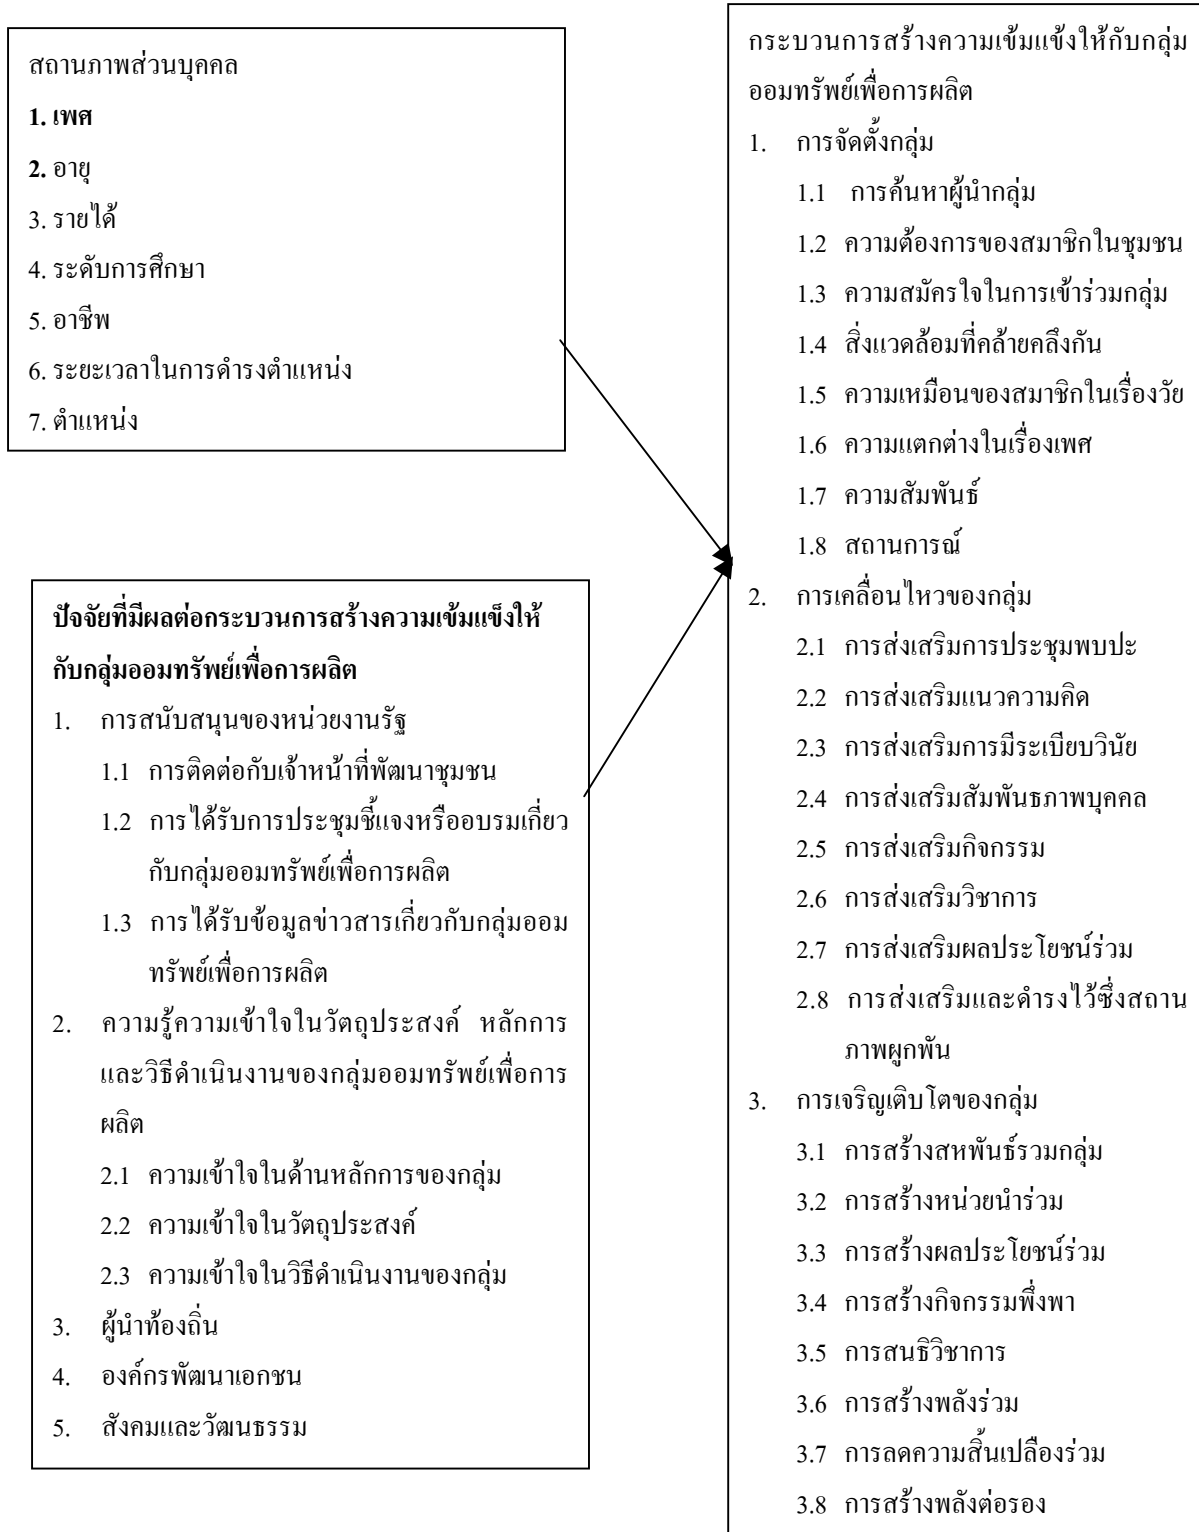 สถานภาพส่วนบุคคล
1. เพศ
2. อายุ
3. รายได้
4. ระดับการศึกษา
5. อาชีพ
6. ระยะเวลาในการดำรงตำแหน่ง
7. ตำแหน่ง
ปัจจัยที่มีผลต่อกระบวนการสร้างความเข้มแข็งให้
กับกลุ่มออมทรัพย์เพื่อการผลิต
1. การสนับสนุนของหน่วยงานรัฐ
1.1 การติดต่อกับเจ้าหน้าที่พัฒนาชุมชน
1.2 การได้รับการประชุมชี้แจงหรืออบรมเกี่ยว
กับกลุ่มออมทรัพย์เพื่อการผลิต
1.3 การได้รับข้อมูลข่าวสารเกี่ยวกับกลุ่มออม
ทรัพย์เพื่อการผลิต
2. ความรู้ความเข้าใจในวัตถุประสงค์ หลักการ
และวิธีดำเนินงานของกลุ่มออมทรัพย์เพื่อการ
ผลิต
2.1 ความเข้าใจในด้านหลักการของกลุ่ม
2.2 ความเข้าใจในวัตถุประสงค์
2.3 ความเข้าใจในวิธีดำเนินงานของกลุ่ม
3. ผู้นำท้องถิ่น
4. องค์กรพัฒนาเอกชน
5. สังคมและวัฒนธรรม
กระบวนการสร้างความเข้มแข้งให้กับกลุ่ม
ออมทรัพย์เพื่อการผลิต
1. การจัดตั้งกลุ่ม
1.1 การค้นหาผู้นำกลุ่ม
1.2 ความต้องการของสมาชิกในชุมชน
1.3 ความสมัครใจในการเข้าร่วมกลุ่ม
1.4 สิ่งแวดล้อมที่คล้ายคลึงกัน
1.5 ความเหมือนของสมาชิกในเรื่องวัย
1.6 ความแตกต่างในเรื่องเพศ
1.7 ความสัมพันธ์
1.8 สถานการณ์
2. การเคลื่อนไหวของกลุ่ม
2.1 การส่งเสริมการประชุมพบปะ
2.2 การส่งเสริมแนวความคิด
2.3 การส่งเสริมการมีระเบียบวินัย
2.4 การส่งเสริมสัมพันธภาพบุคคล
2.5 การส่งเสริมกิจกรรม
2.6 การส่งเสริมวิชาการ
2.7 การส่งเสริมผลประโยชน์ร่วม
2.8 การส่งเสริมและดำรงไว้ซึ่งสถาน
ภาพผูกพัน
3. การเจริญเติบโตของกลุ่ม
3.1 การสร้างสหพันธ์รวมกลุ่ม
3.2 การสร้างหน่วยนำร่วม
3.3 การสร้างผลประโยชน์ร่วม
3.4 การสร้างกิจกรรมพึ่งพา
3.5 การสนธิวิชาการ
3.6 การสร้างพลังร่วม
3.7 การลดความสิ้นเปลืองร่วม
3.8 การสร้างพลังต่อรอง